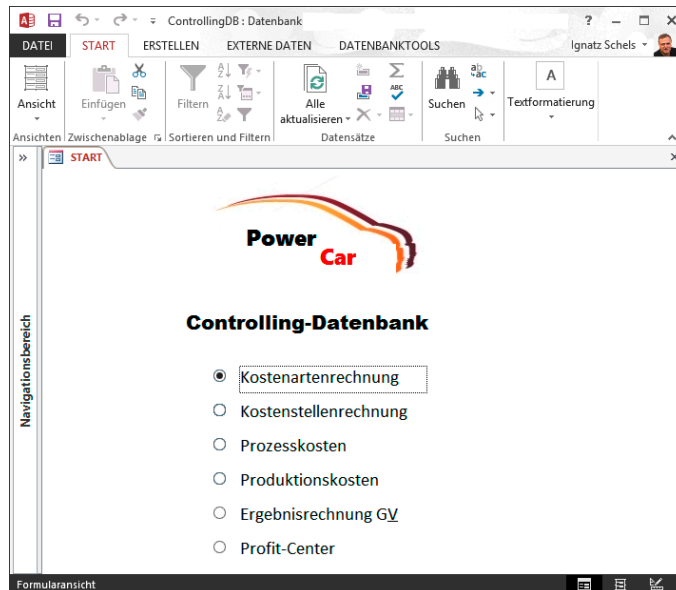 ControllingDB : Datenbank
?
DATEI START ERSTELLEN EXTERNE DATEN DATENBANKTOOLS Ignatz Schels
Ansicht
Einfügen
Filtern
Alle
aktualisieren
Suchen
Textformatierung
Ansichten Zwischenablage Sortieren und Filtern Datensätze Suchen
START
Power
Car
Controlling-Datenbank
Kostenartenrechnung
Kostenstellenrechnung
Prozesskosten
Produktionskosten
Ergebnisrechnung GV
Profit-Center
Navigationsbereich
Formularansicht